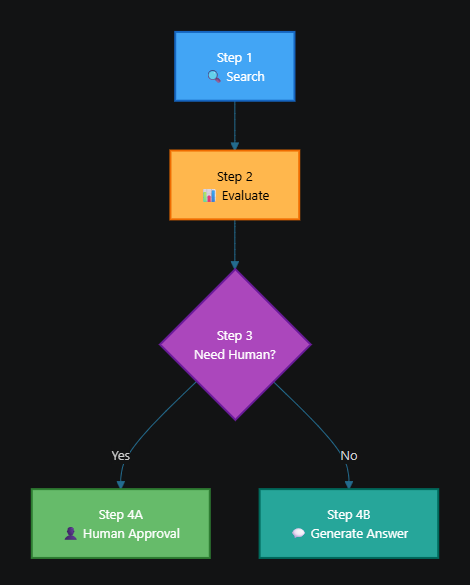 Step 1
🔍 Search
Step 2
📊 Evaluate
Step 3
Need Human?
Yes
No
Step 4A
👤 Human Approval
Step 4B
💬 Generate Answer